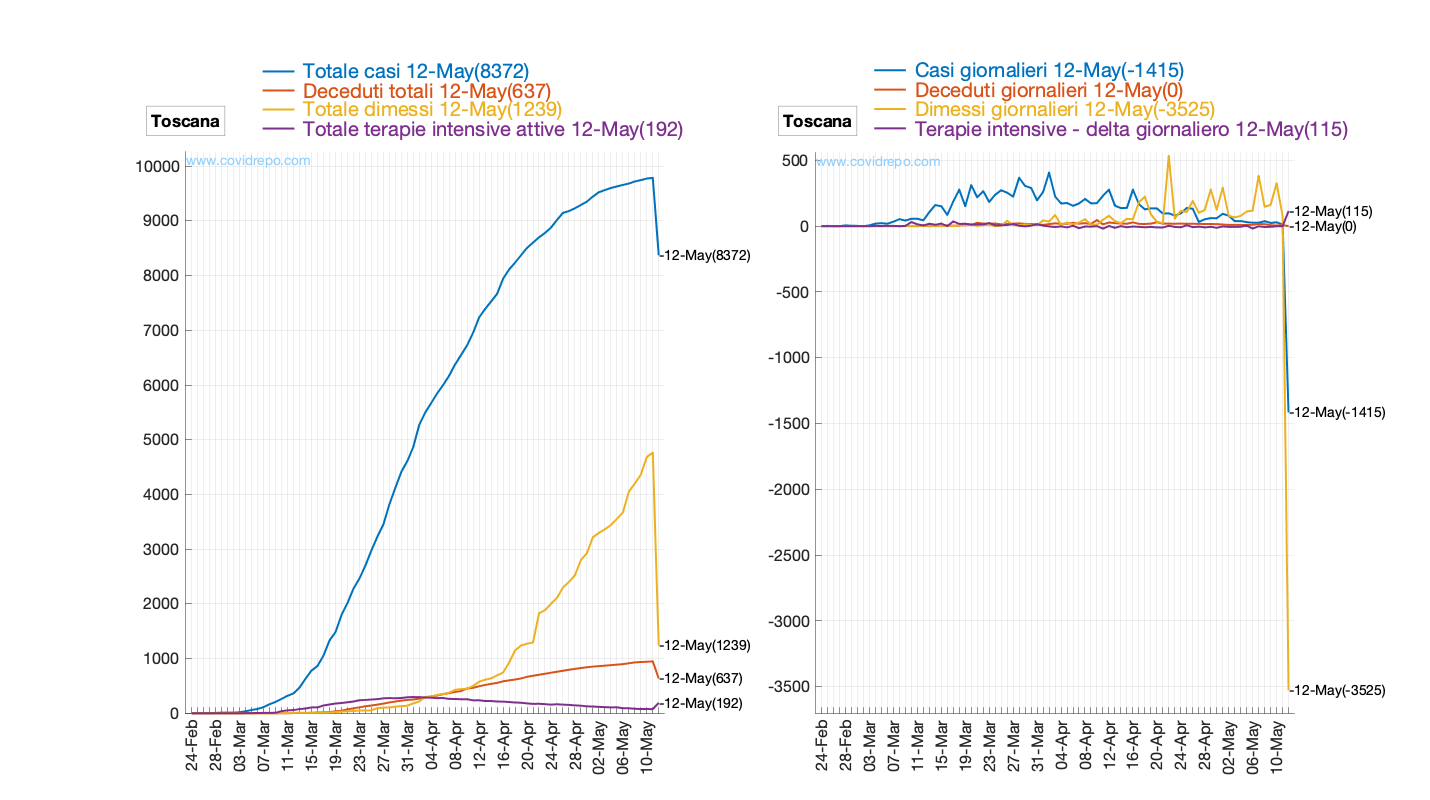 Totale casi 12-May(8372)
Deceduti totali 12-May(637)
Totale dimessi 12-May(1239)
Totale terapie intensive attive 12-May(192)
Toscana
www.covidrepo.com
10000
9000
8000
7000
6000
5000
4000
3000
2000
1000
0
12-May(8372)
12-May(1239)
12-May(637)
12-May(192)
24-Feb
28-Feb
03-Mar
07-Mar
11-Mar
15-Mar
19-Mar
23-Mar
27-Mar
31-Mar
04-Apr
08-Apr
12-Apr
16-Apr
20-Apr
24-Apr
28-Apr
02-May
06-May
10-May
Casi giornalieri 12-May(-1415)
Deceduti giornalieri 12-May(0)
Dimessi giornalieri 12-May(-3525)
Terapie intensive - delta giornaliero 12-May(115)
Toscana
www.covidrepo.com
500
0
-500
-1000
-1500
-2000
-2500
-3000
-3500
12-May(115)
12-May(0)
12-May(-1415)
12-May(-3525)
24-Feb
28-Feb
03-Mar
07-Mar
11-Mar
15-Mar
19-Mar
23-Mar
27-Mar
31-Mar
04-Apr
08-Apr
12-Apr
16-Apr
20-Apr
24-Apr
28-Apr
02-May
06-May
10-May